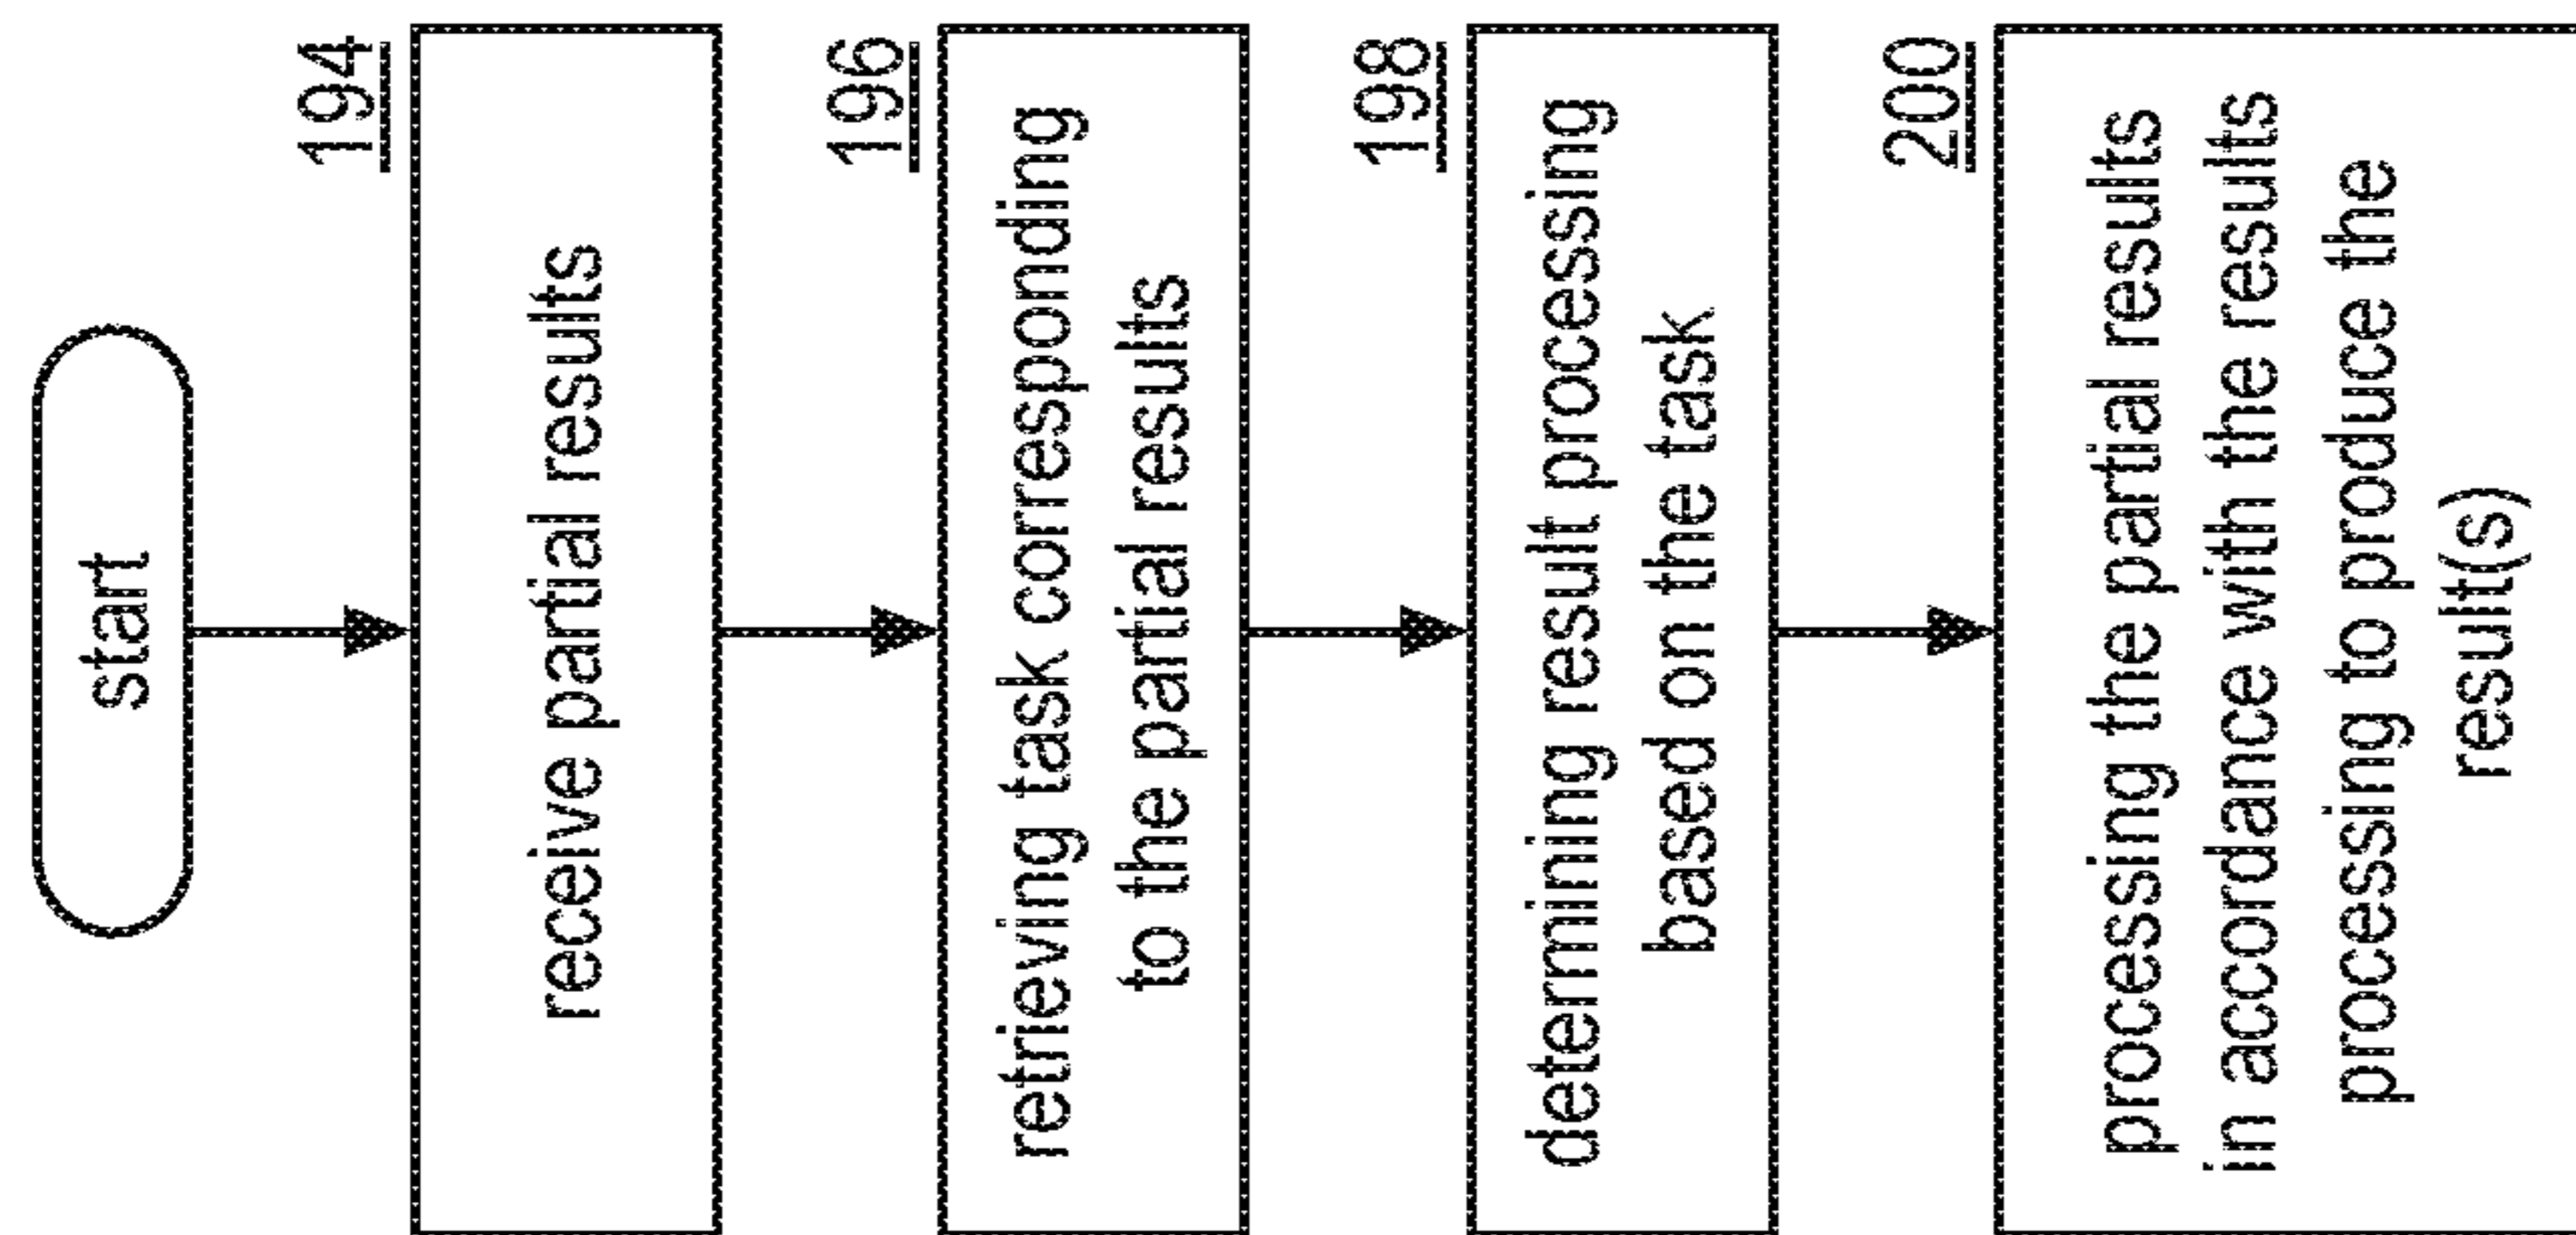 start
194
receive partial results
196
retrieving task corresponding
to the partial results
198
determining result processing
based on the task
200
processing the partial results
in accordance with the results
processing to produce the
result(s)